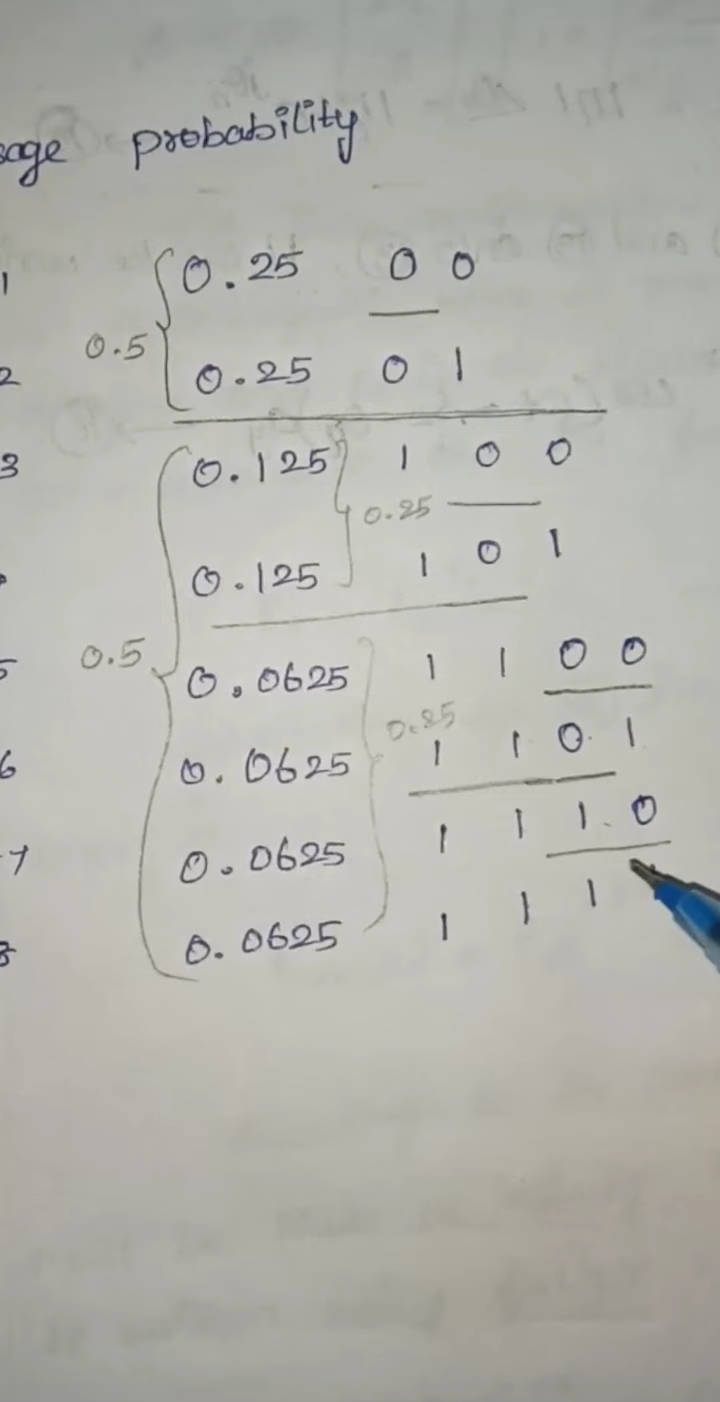 probability
1 0.25 0 0
0.5
2 0.25 0 1
3 0.125 1 0 0
0.25
0.125 1 0 1
0.5
5 0.0625 1 1 0 0
0.25
6 0.0625 1 1 0 1
7 0.0625 1 1 1 0
8 0.0625 1 1 1